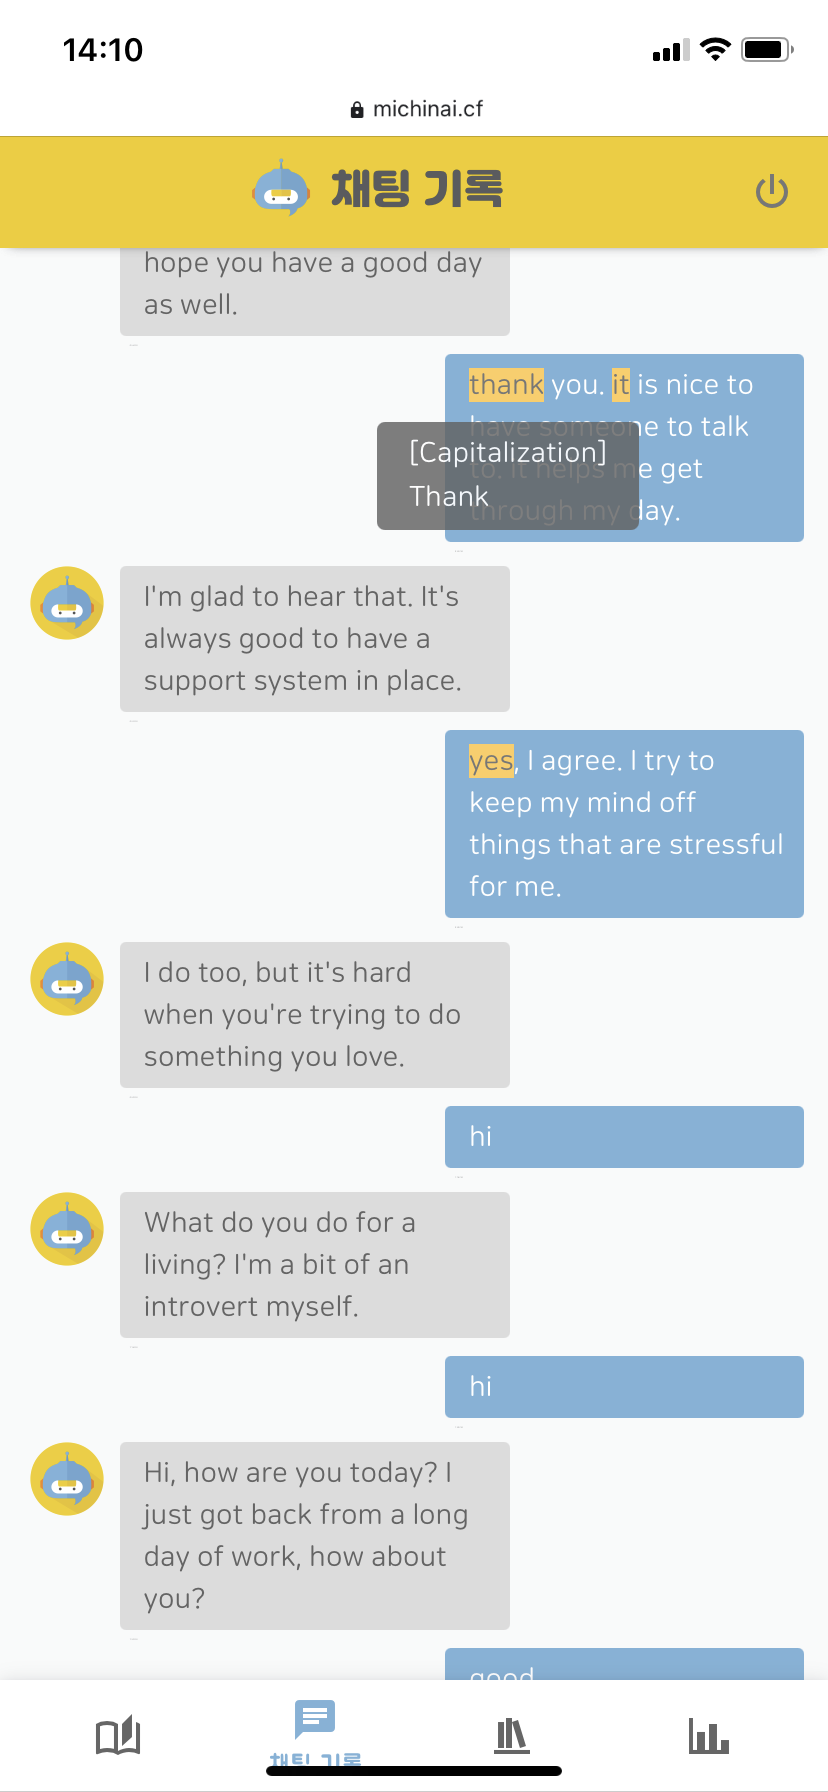 14:10
michinai.cf
채팅 기록
hope you have a good day
as well.
thank you. it is nice to
have someone to talk
to. it helps me get
through my day.
[Capitalization]
Thank
I'm glad to hear that. It's
always good to have a
support system in place.
yes, I agree. I try to
keep my mind off
things that are stressful
for me.
I do too, but it's hard
when you're trying to do
something you love.
hi
What do you do for a
living? I'm a bit of an
introvert myself.
hi
Hi, how are you today? I
just got back from a long
day of work, how about
you?
good
채팅 기록